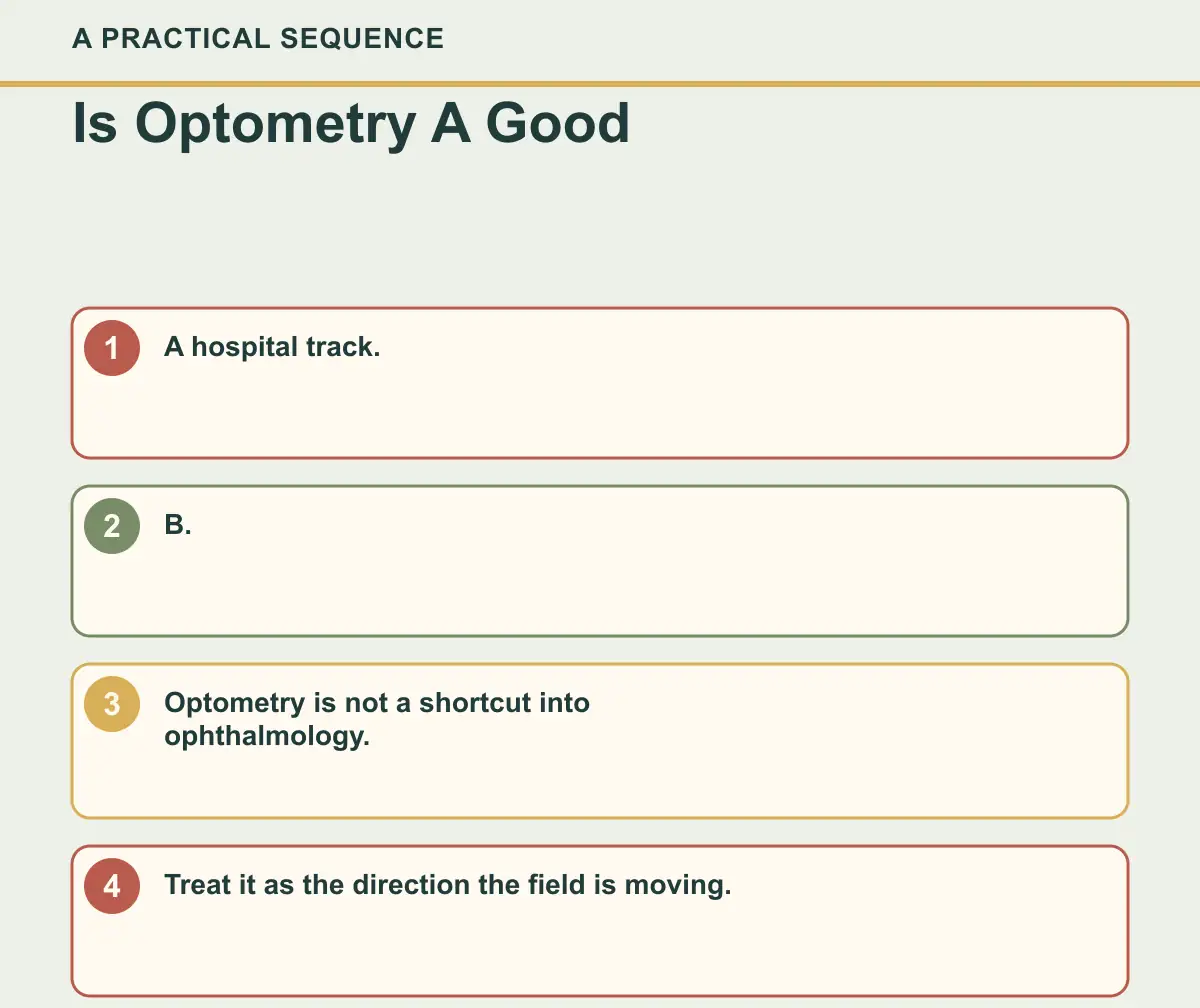 A PRACTICAL SEQUENCE
Is Optometry A Good
1
A hospital track.
2
B.
3
Optometry is not a shortcut into
ophthalmology.
4
Treat it as the direction the field is moving.